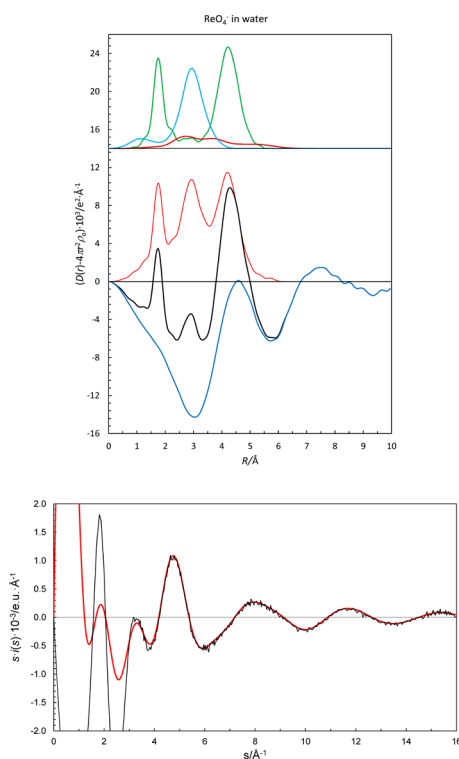 ReO₄⁻ in water
24
20
16
12
8
4
0
-4
-8
-12
-16
(D(r)-4πr²ρ₀)·10³/e²·Å⁻¹
0 1 2 3 4 5 6 7 8 9 10
R/Å
2.0
1.5
1.0
0.5
0.0
-0.5
-1.0
-1.5
-2.0
s·i(s)·10⁻³/e.u.·Å⁻¹
0 2 4 6 8 10 12 14 16
s/Å⁻¹